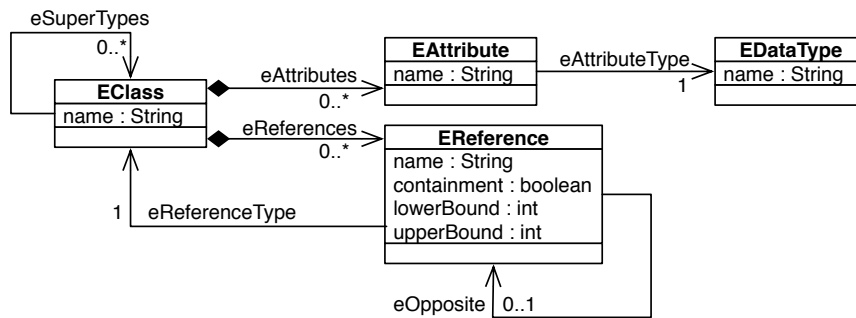 eSuperTypes
0..*
EClass
name : String
eAttributes
0..*
EAttribute
name : String
eAttributeType
1
EDataType
name : String
eReferences
0..*
EReference
name : String
containment : boolean
lowerBound : int
upperBound : int
1
eReferenceType
eOpposite
0..1